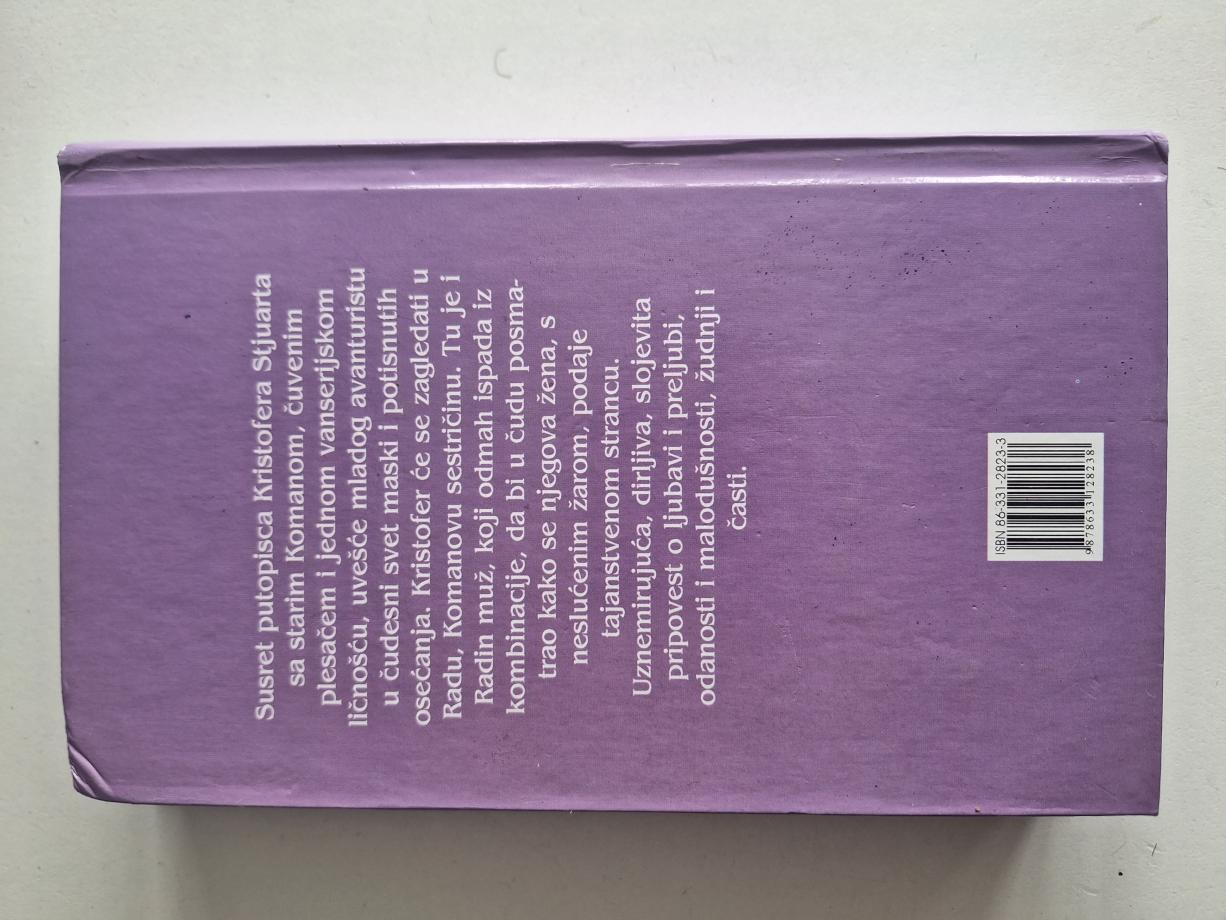 Susret putopisca Kristofera Stjuarta
sa starim Komanom, čuvenim
plesačem i jednom vanserijskom
ličnošću, uvešće mladog avanturistu
u čudesni svet maski i potisnutih
osećanja. Kristofer će se zagledati u
Radu, Komanovu sestričinu. Tu je i
Radin muž, koji odmah ispada iz
kombinacije, da bi u čudu posma-
trao kako se njegova žena, s
neslućenim žarom, podaje
tajanstvenom strancu.
Uznemirujuća, dirljiva, slojevita
pripovest o ljubavi i preljubi,
odanosti i malodušnosti, žudnji i
časti.
ISBN 86-331-2823-3
9788633128238